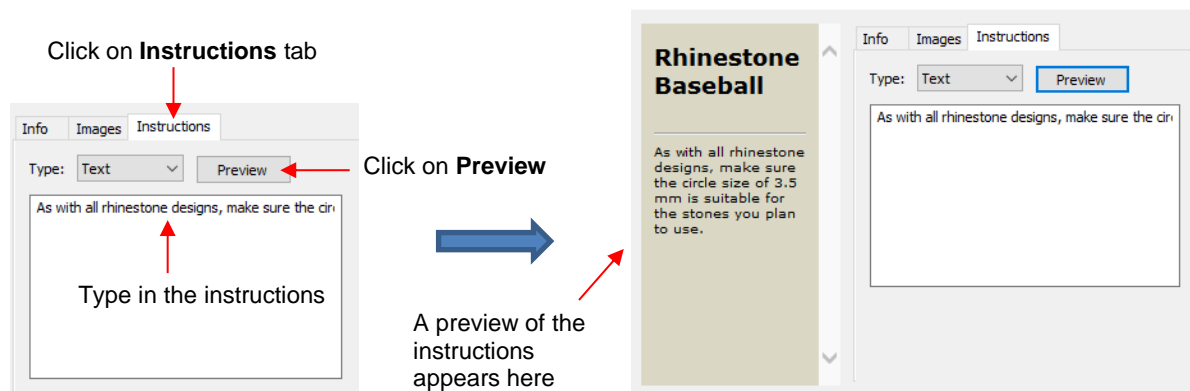 Click on Instructions tab
Info Images Instructions
Type: Text Preview
Click on Preview
As with all rhinestone designs, make sure the cir
Type in the instructions
Rhinestone
Baseball
As with all rhinestone
designs, make sure
the circle size of 3.5
mm is suitable for
the stones you plan
to use.
A preview of the
instructions
appears here
Info Images Instructions
Type: Text Preview
As with all rhinestone designs, make sure the cir